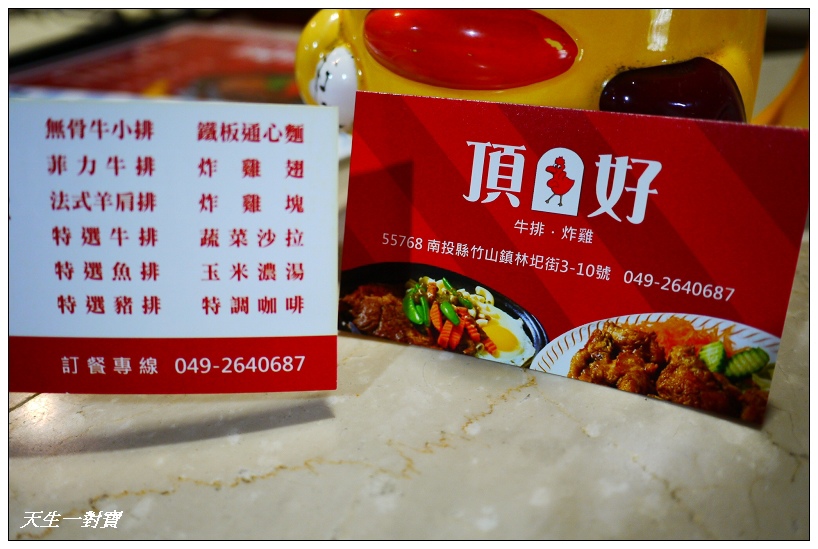 無骨牛小排 鐵板通心麵
菲力牛排 炸雞翅
法式羊肩排 炸雞塊
特選牛排 蔬菜沙拉
特選魚排 玉米濃湯
特選豬排 特調咖啡
訂餐專線 049-2640687
頂好
牛排．炸雞
55768 南投縣竹山鎮林圯街3-10號 049-2640687
天生一對寶